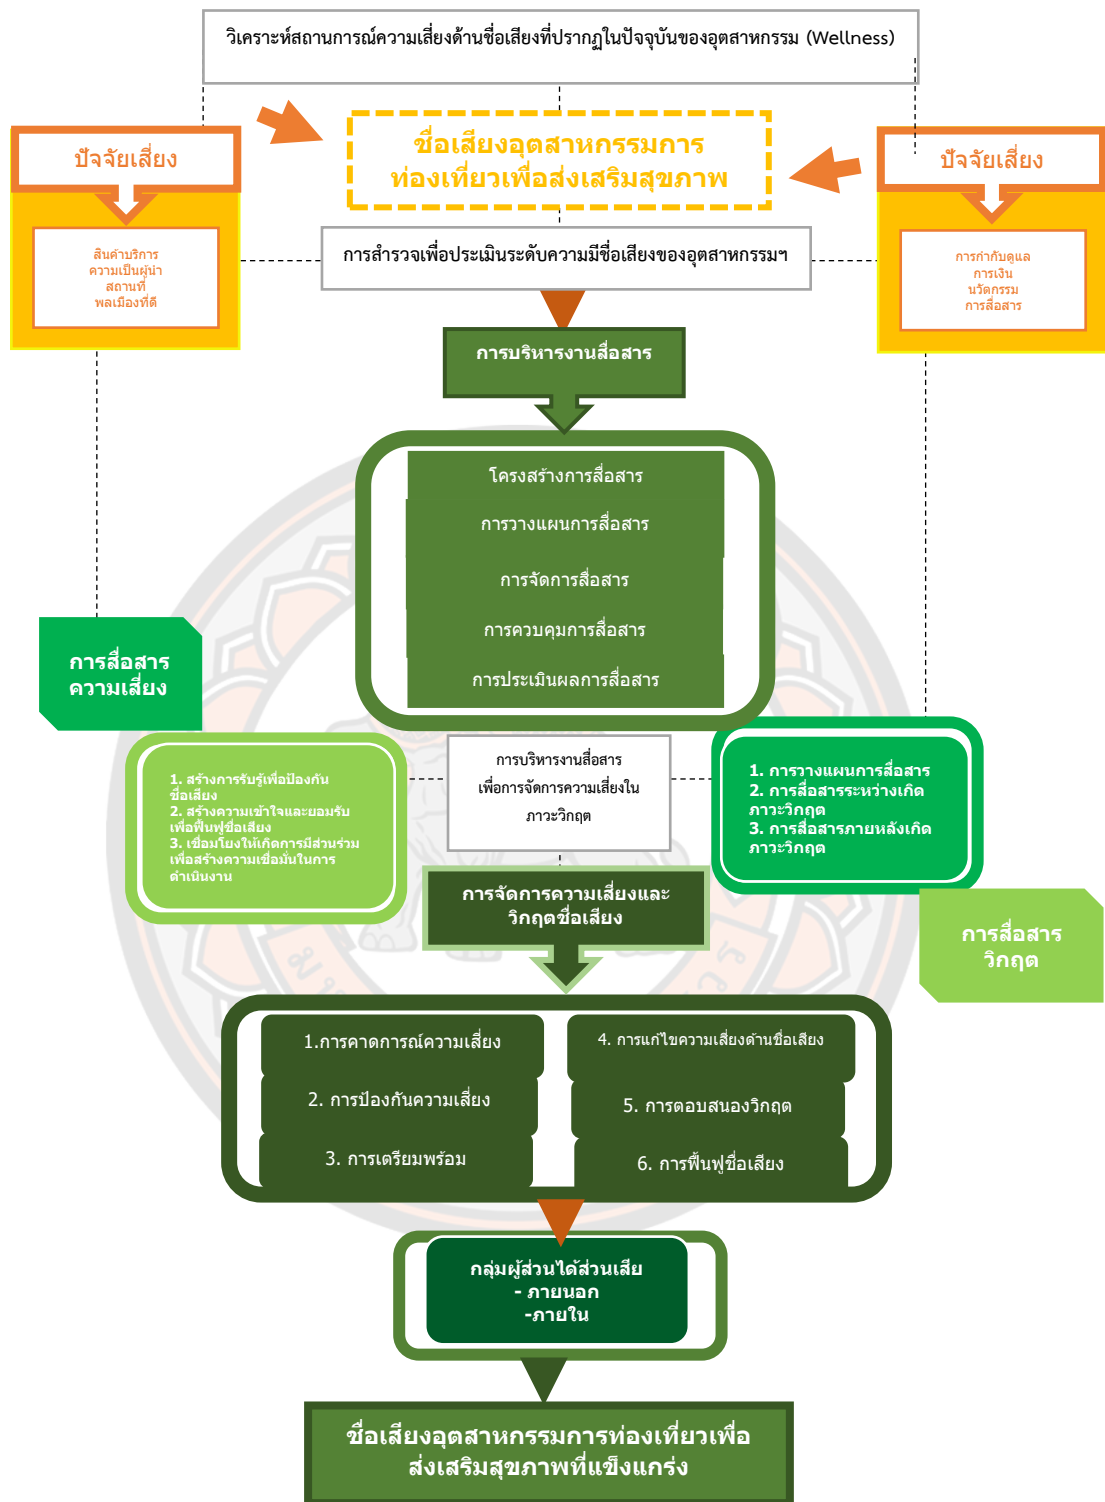 วิเคราะห์สถานการณ์ความเสี่ยงด้านชื่อเสียงที่ปรากฏในปัจจุบันของอุตสาหกรรม (Wellness)
ปัจจัยเสี่ยง
ชื่อเสียงอุตสาหกรรมการ
ท่องเที่ยวเพื่อส่งเสริมสุขภาพ
ปัจจัยเสี่ยง
สินค้าบริการ
ความเป็นผู้นำ
สถานที่
พลเมืองที่ดี
การสำรวจเพื่อประเมินระดับความมีชื่อเสียงของอุตสาหกรรมฯ
การกำกับดูแล
การเงิน
นวัตกรรม
การสื่อสาร
การบริหารงานสื่อสาร
โครงสร้างการสื่อสาร
การวางแผนการสื่อสาร
การจัดการสื่อสาร
การควบคุมการสื่อสาร
การประเมินผลการสื่อสาร
การสื่อสาร
ความเสี่ยง
1. สร้างการรับรู้เพื่อป้องกัน
ชื่อเสียง
2. สร้างความเข้าใจและยอมรับ
เพื่อฟื้นฟูชื่อเสียง
3. เชื่อมโยงให้เกิดการมีส่วนร่วม
เพื่อสร้างความเชื่อมั่นในการ
ดำเนินงาน
การบริหารงานสื่อสาร
เพื่อการจัดการความเสี่ยงใน
ภาวะวิกฤต
1. การวางแผนการสื่อสาร
2. การสื่อสารระหว่างเกิด
ภาวะวิกฤต
3. การสื่อสารภายหลังเกิด
ภาวะวิกฤต
การสื่อสาร
วิกฤต
การจัดการความเสี่ยงและ
วิกฤตชื่อเสียง
1.การคาดการณ์ความเสี่ยง
2. การป้องกันความเสี่ยง
3. การเตรียมพร้อม
4. การแก้ไขความเสี่ยงด้านชื่อเสียง
5. การตอบสนองวิกฤต
6. การฟื้นฟูชื่อเสียง
กลุ่มผู้ส่วนได้ส่วนเสีย
- ภายนอก
-ภายใน
ชื่อเสียงอุตสาหกรรมการท่องเที่ยวเพื่อ
ส่งเสริมสุขภาพที่แข็งแกร่ง